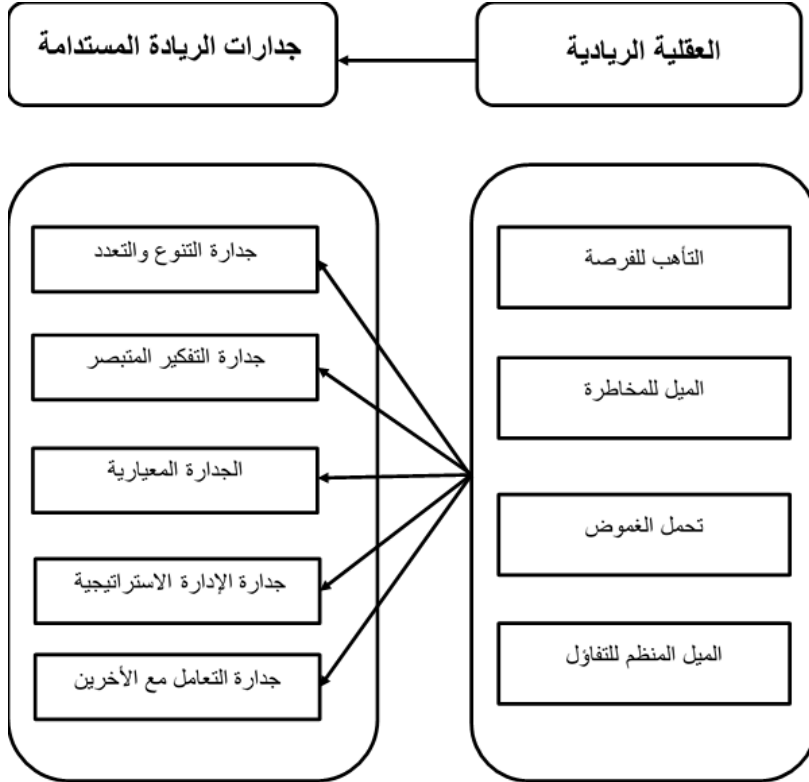 العقلية الريادية
جدارات الريادة المستدامة
التأهب للفرصة
الميل للمخاطرة
تحمل الغموض
الميل المنظم للتفاؤل
جدارة التنوع والتعدد
جدارة التفكير المتبصر
الجدارة المعيارية
جدارة الإدارة الاستراتيجية
جدارة التعامل مع الأخرين